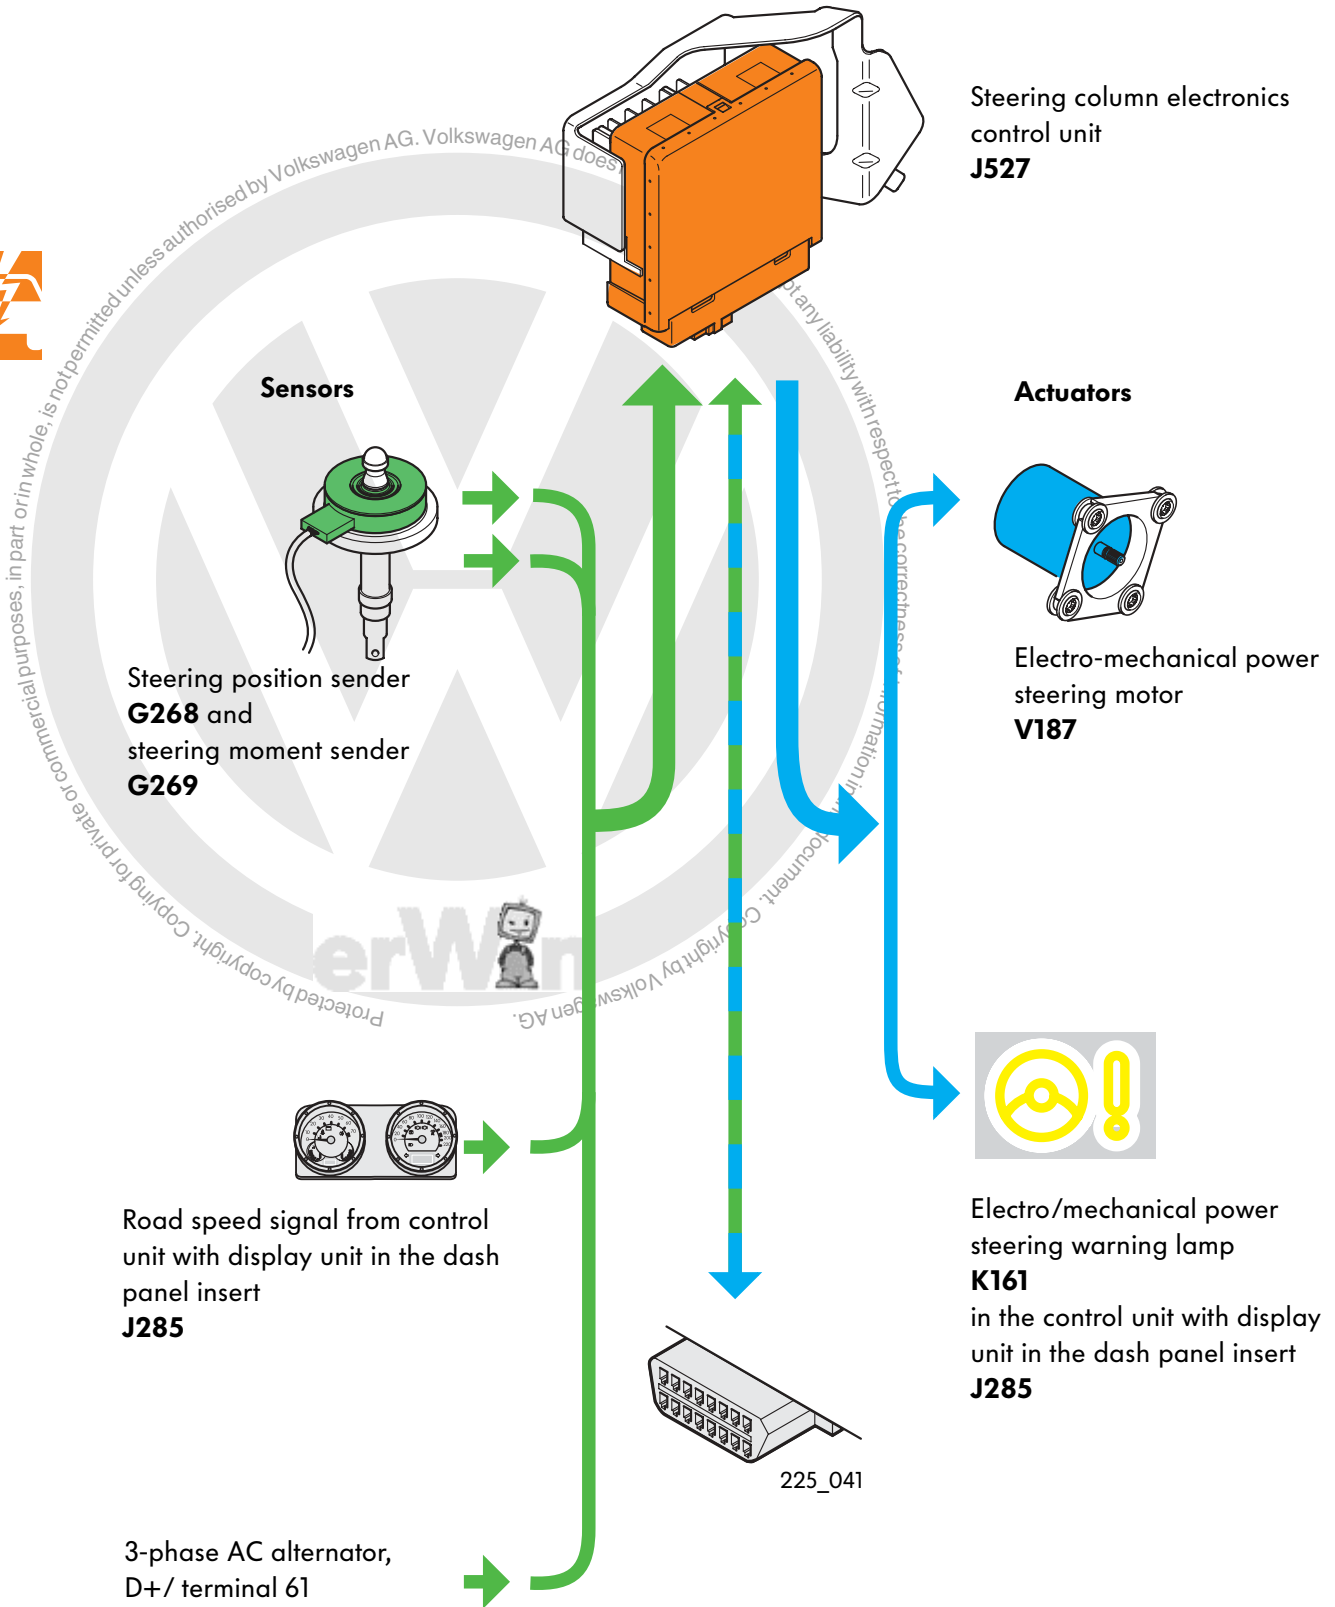 Steering column electronics
control unit
J527
Sensors
Actuators
Steering position sender
G268 and
steering moment sender
G269
Electro-mechanical power
steering motor
V187
Road speed signal from control
unit with display unit in the dash
panel insert
J285
Electro/mechanical power
steering warning lamp
K161
in the control unit with display
unit in the dash panel insert
J285
225_041
3-phase AC alternator,
D+/ terminal 61
erWin
Protected by copyright. Copying for private or commercial purposes, in part or in whole, is not permitted unless authorised by Volkswagen AG. Volkswagen AG does
ot any liability with respect to the correctness of information in
document. Copyright by Volkswagen AG.